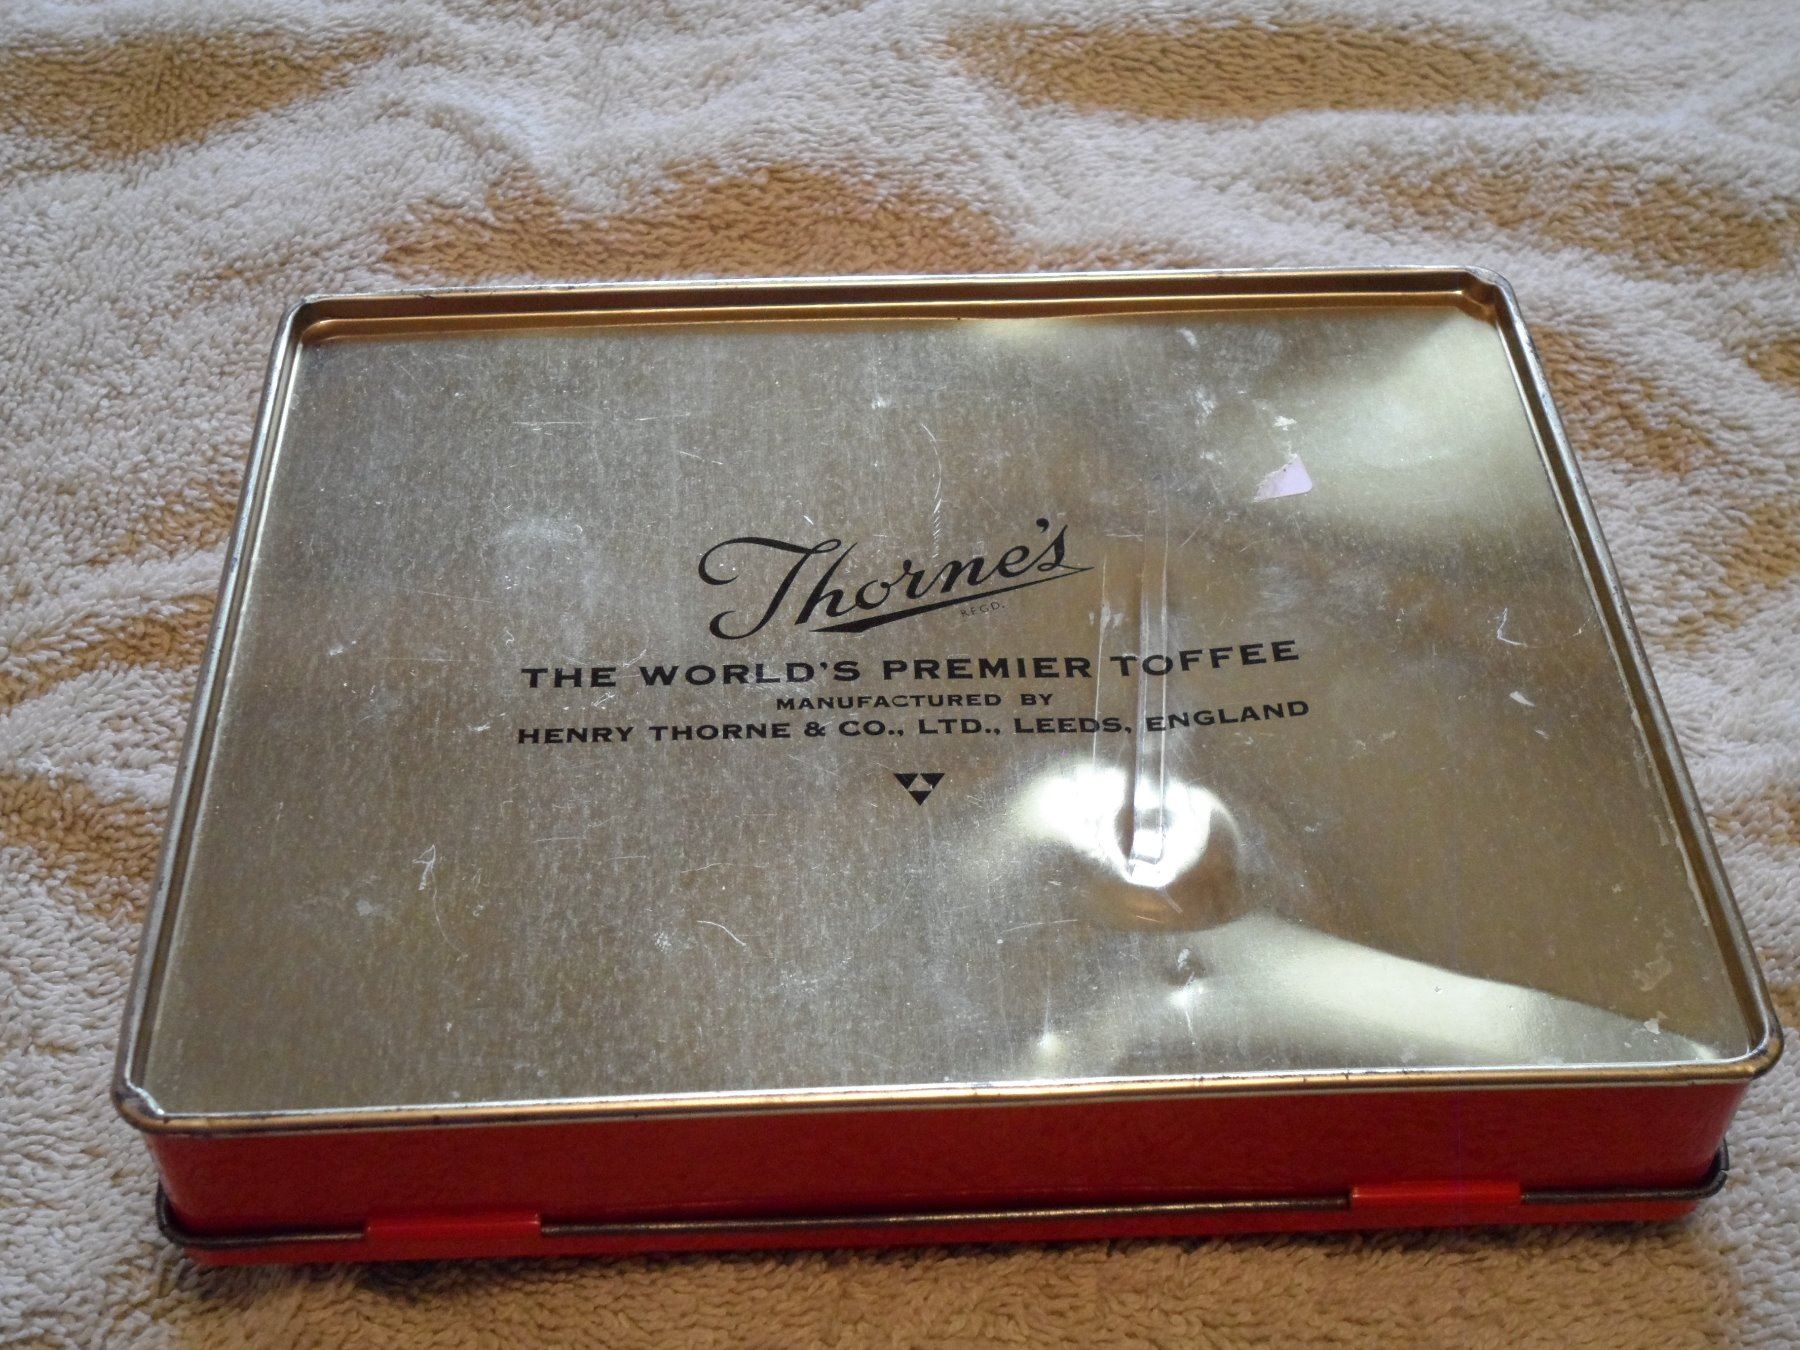 Thorne's
REGD.
THE WORLD'S PREMIER TOFFEE
MANUFACTURED BY
HENRY THORNE & CO., LTD., LEEDS, ENGLAND